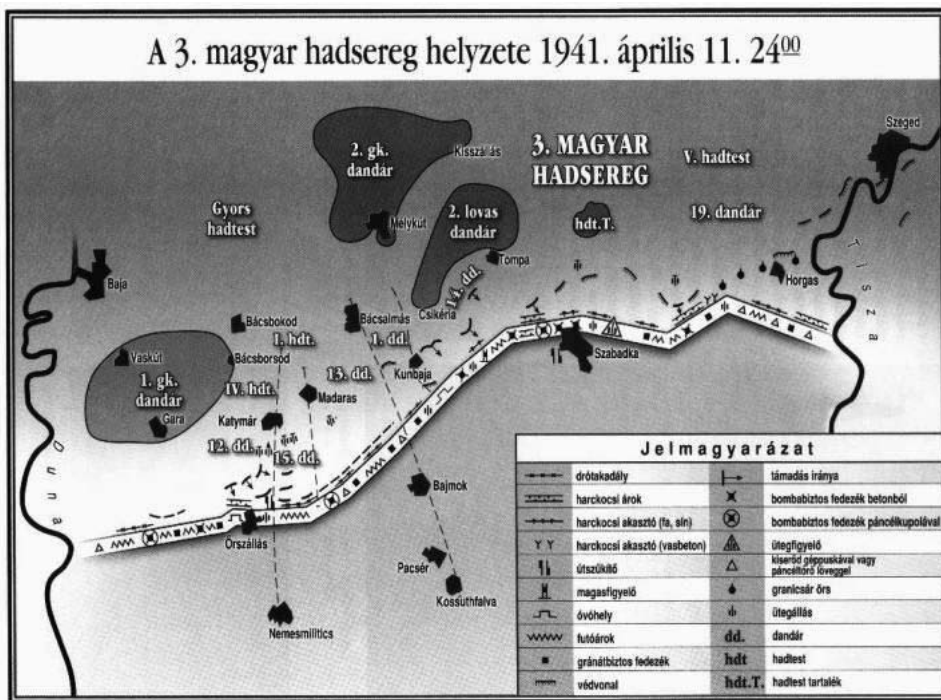 A 3. magyar hadsereg helyzete 1941. április 11. 24⁰⁰
Szeged
2. gk.
dandár
Kisszállás
3. MAGYAR
HADSEREG
V. hadtest
Gyors
hadtest
Mélykút
2. lovas
dandár
hdt.T.
19. dandár
Tisza
Baja
Tompa
14. dd.
Horgas
Csikéria
Bácsalmás
Bácsbokod
1. dd.
I. hdt.
Szabadka
Vaskút
Bácsborsód
Kunbaja
1. gk.
dandár
IV. hdt.
13. dd.
Madaras
Gara
Katymár
12. dd.
15. dd.
Duna
Bajmok
Őrszállás
Pacsér
Kossuthfalva
Nemesmilitics
Jelmagyarázat
drótakadály
támadás iránya
harckocsi árok
bombabiztos fedezék betonból
harckocsi akasztó (fa, sín)
bombabiztos fedezék páncélkupolával
harckocsi akasztó (vasbeton)
ütegfigyelő
útszűkítő
kiserőd géppuskával vagy
páncéltörő löveggel
magasfigyelő
granicsár őrs
óvóhely
ütegállás
futóárok
dd. dandár
gránátbiztos fedezék
hdt hadtest
védvonal
hdt.T. hadtest tartalék